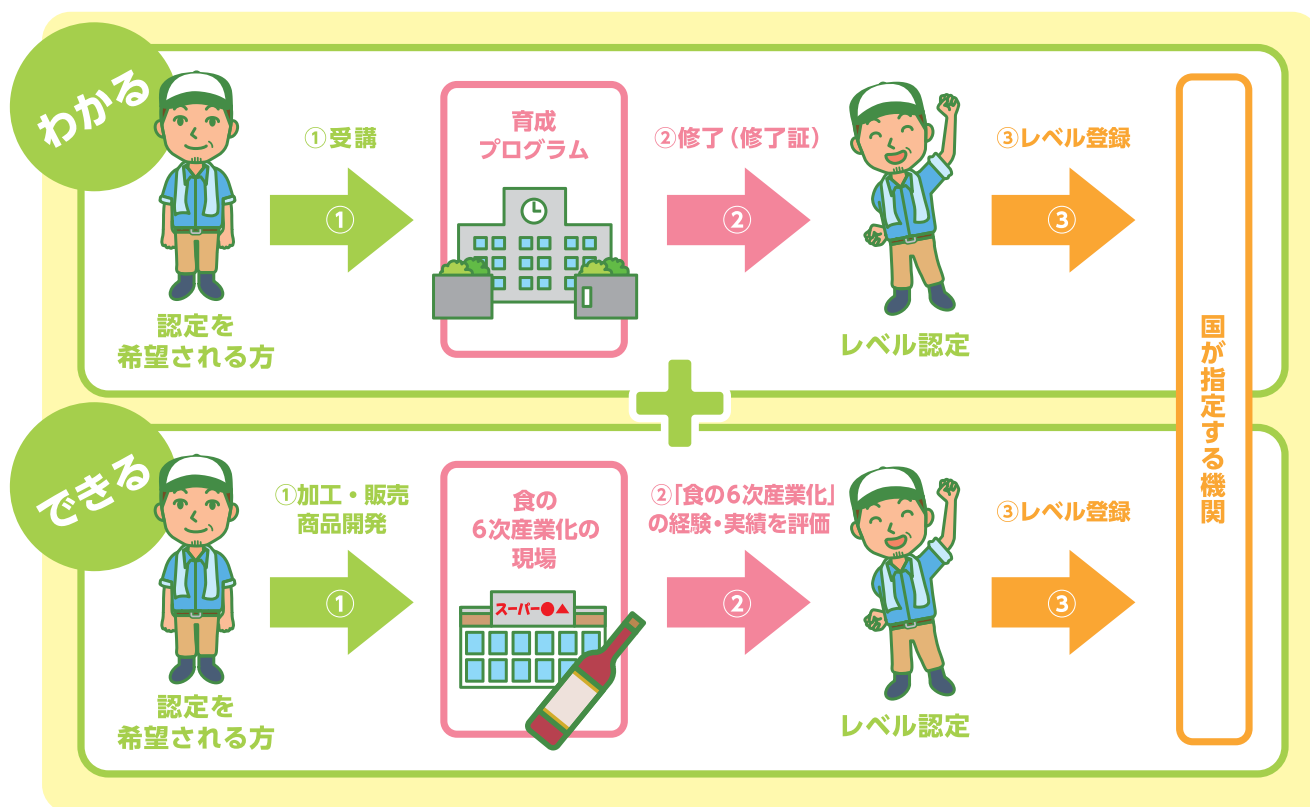 わかる
①受講
①
育成
プログラム
②修了（修了証）
②
③レベル登録
③
認定を
希望される方
レベル認定
国が指定する機関
できる
①加工・販売
商品開発
①
食の
6次産業化の
現場
スーパー●▲
②「食の6次産業化」
の経験・実績を評価
②
③レベル登録
③
認定を
希望される方
レベル認定